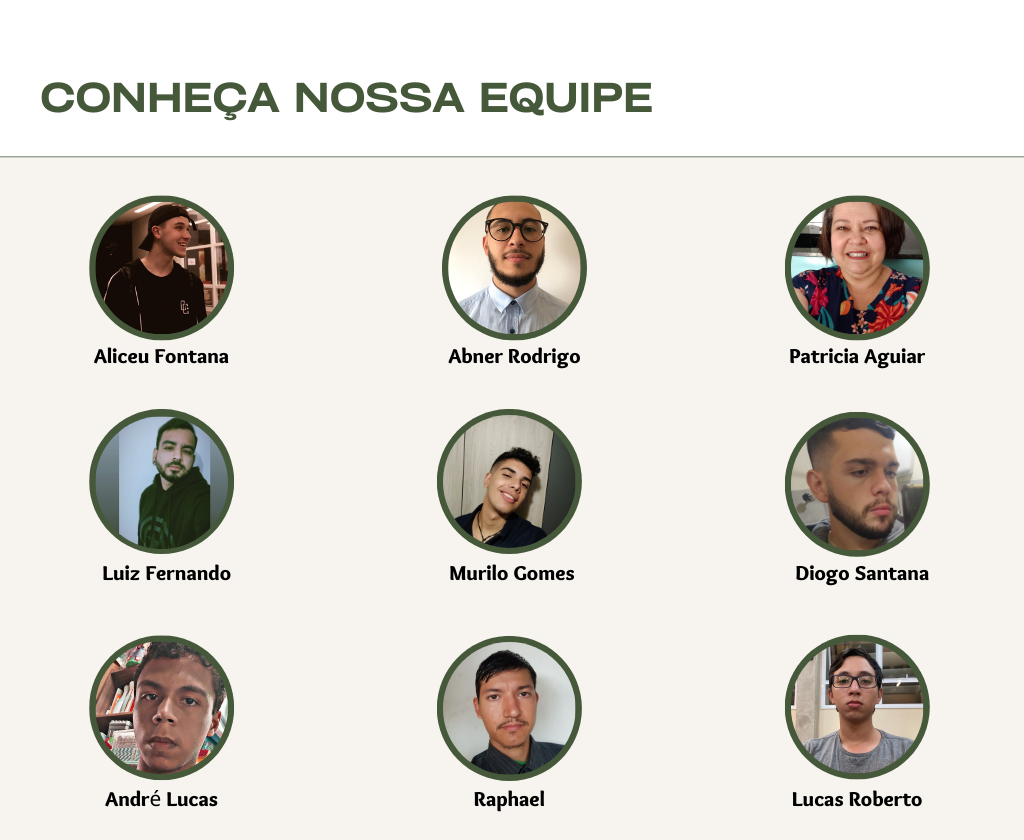 CONHEÇA NOSSA EQUIPE
Aliceu Fontana
Abner Rodrigo
Patricia Aguiar
Luiz Fernando
Murilo Gomes
Diogo Santana
André Lucas
Raphael
Lucas Roberto